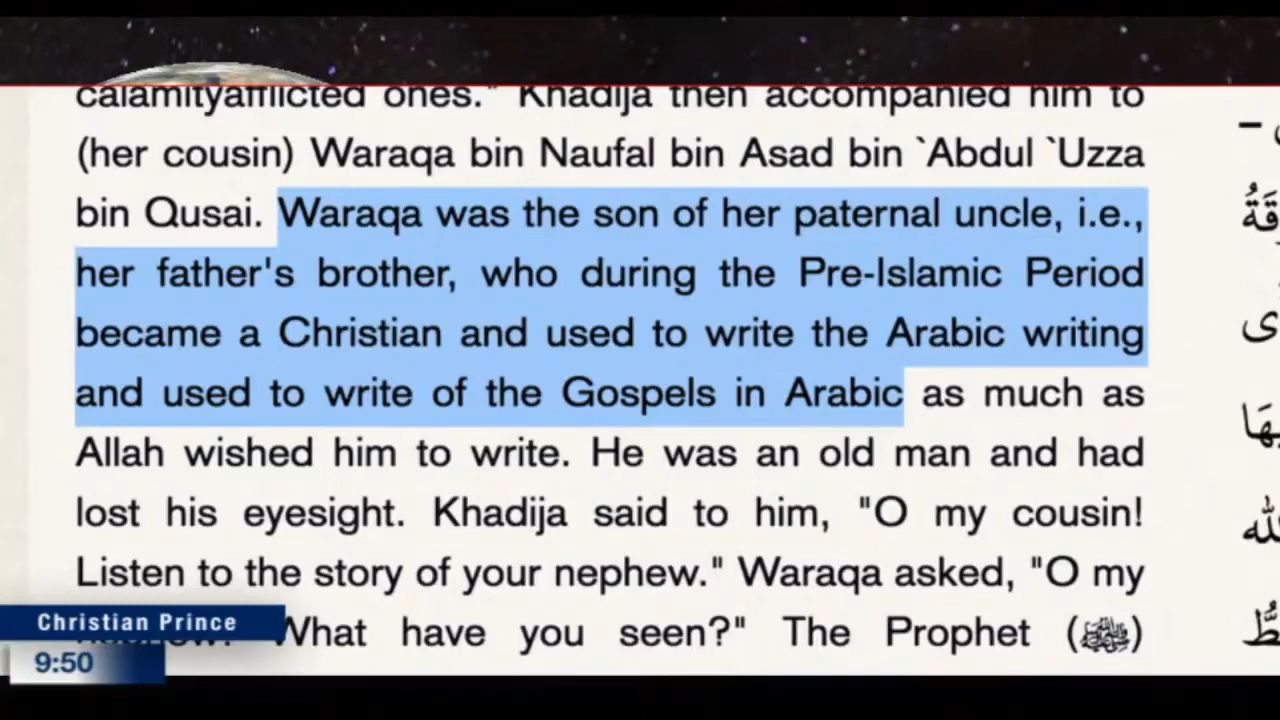 calamityafflicted ones." Khadija then accompanied him to
(her cousin) Waraqa bin Naufal bin Asad bin `Abdul `Uzza
bin Qusai. Waraqa was the son of her paternal uncle, i.e.,
her father's brother, who during the Pre-Islamic Period
became a Christian and used to write the Arabic writing
and used to write of the Gospels in Arabic as much as
Allah wished him to write. He was an old man and had
lost his eyesight. Khadija said to him, "O my cousin!
Listen to the story of your nephew." Waraqa asked, "O my
What have you seen?" The Prophet (ﷺ)
Christian Prince
9:50